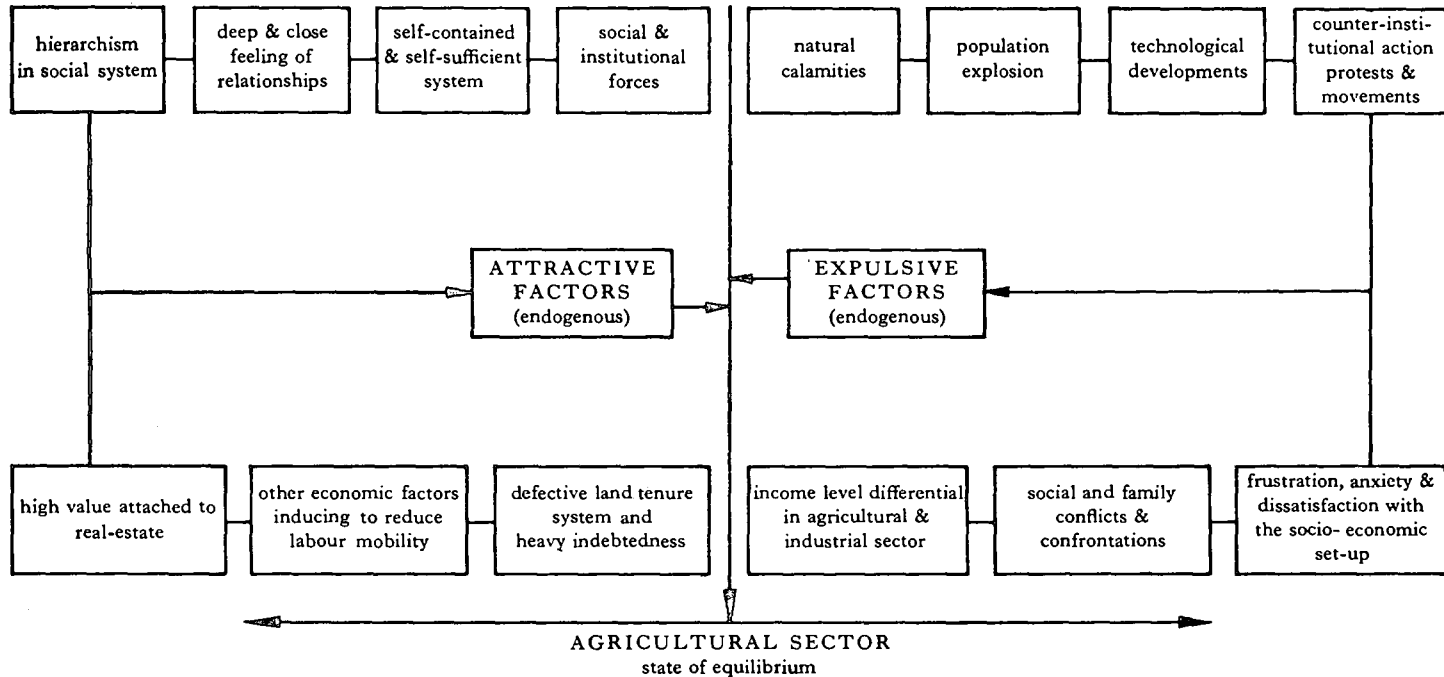 hierarchism
in social system
deep & close
feeling of
relationships
self-contained
& self-sufficient
system
social &
institutional
forces
natural
calamities
population
explosion
technological
developments
counter-insti-
tutional action
protests &
movements
ATTRACTIVE
FACTORS
(endogenous)
EXPULSIVE
FACTORS
(endogenous)
high value attached to
real-estate
other economic factors
inducing to reduce
labour mobility
defective land tenure
system and
heavy indebtedness
income level differential
in agricultural &
industrial sector
social and family
conflicts &
confrontations
frustration, anxiety &
dissatisfaction with
the socio-economic
set-up
AGRICULTURAL SECTOR
state of equilibrium